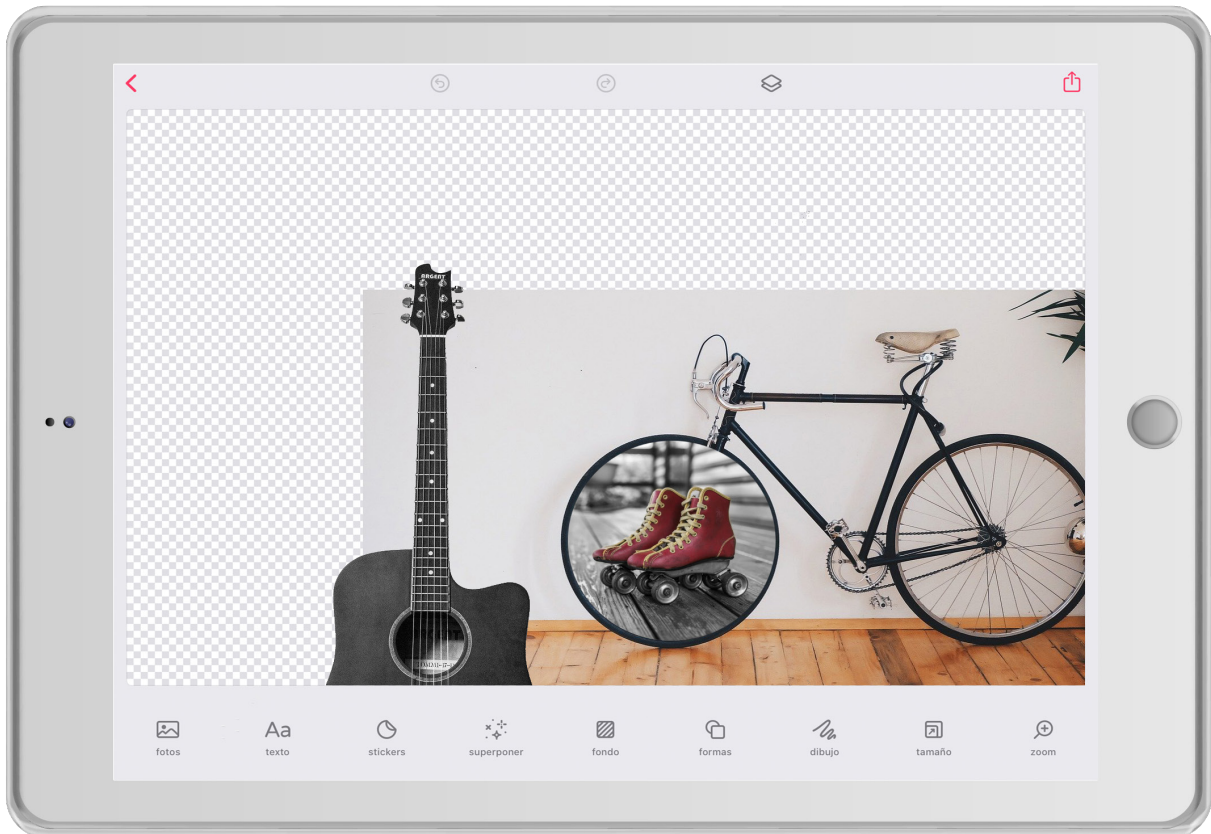 ARGENT
fotos
Aa
texto
stickers
superponer
fondo
formas
dibujo
tamaño
zoom